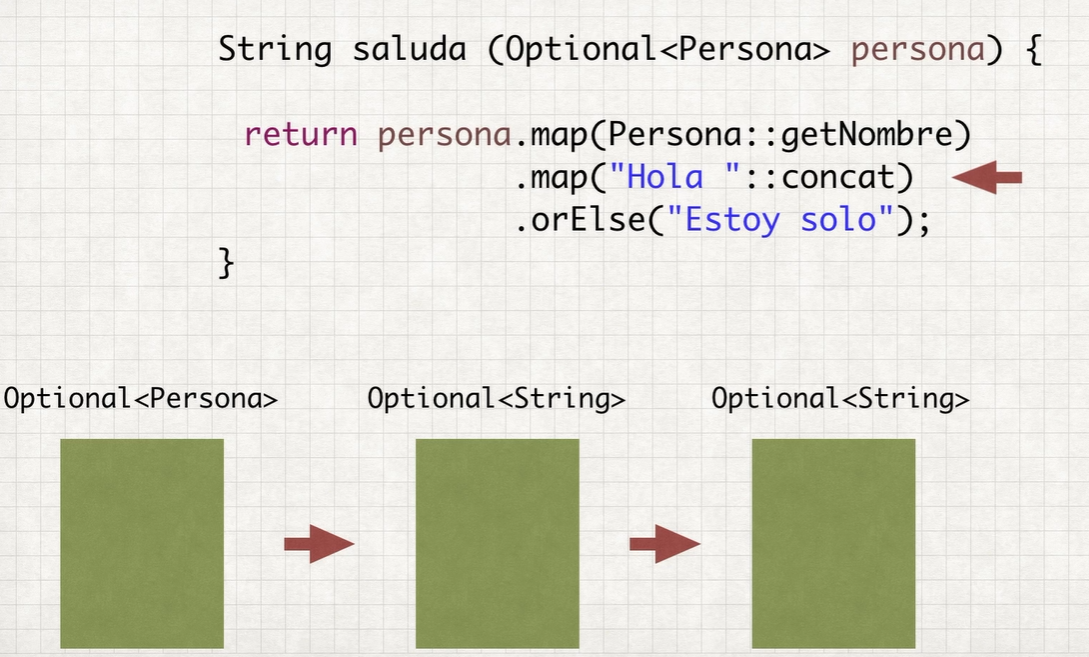 String saluda (Optional<Persona> persona) {
return persona.map(Persona::getNombre)
.map("Hola "::concat)
.orElse("Estoy solo");
}
Optional<Persona> Optional<String> Optional<String>